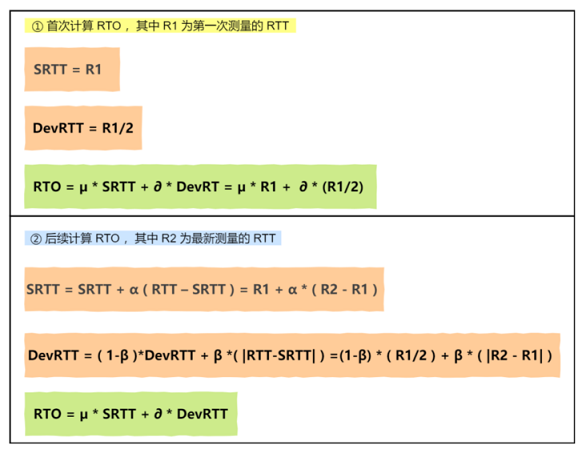 ① 首次计算 RTO ，其中 R1 为第一次测量的 RTT
SRTT = R1
DevRTT = R1/2
RTO = μ * SRTT + ∂ * DevRT = μ * R1 + ∂ * (R1/2)
② 后续计算 RTO ，其中 R2 为最新测量的 RTT
SRTT = SRTT + α ( RTT – SRTT ) = R1 + α * ( R2 - R1 )
DevRTT = ( 1-β )*DevRTT + β *( |RTT-SRTT| ) =(1-β) * ( R1/2 ) + β * ( |R2 - R1| )
RTO = μ * SRTT + ∂ * DevRTT